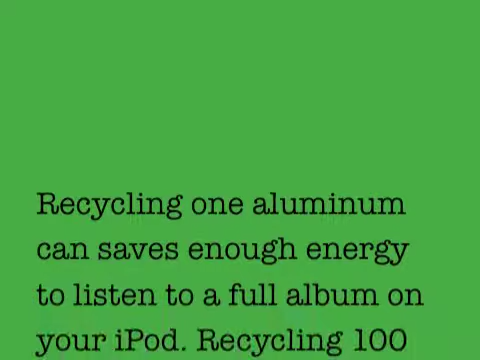 Recycling one aluminum
can saves enough energy
to listen to a full album on
your iPod. Recycling 100